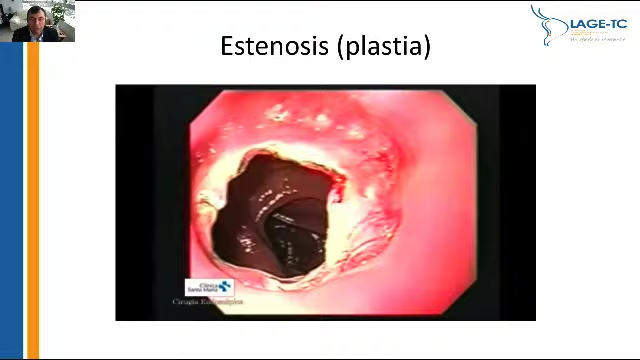 LAGE-TC
Estenosis (plastia)
Clínica
Santa María
Cirugía Endoscópica